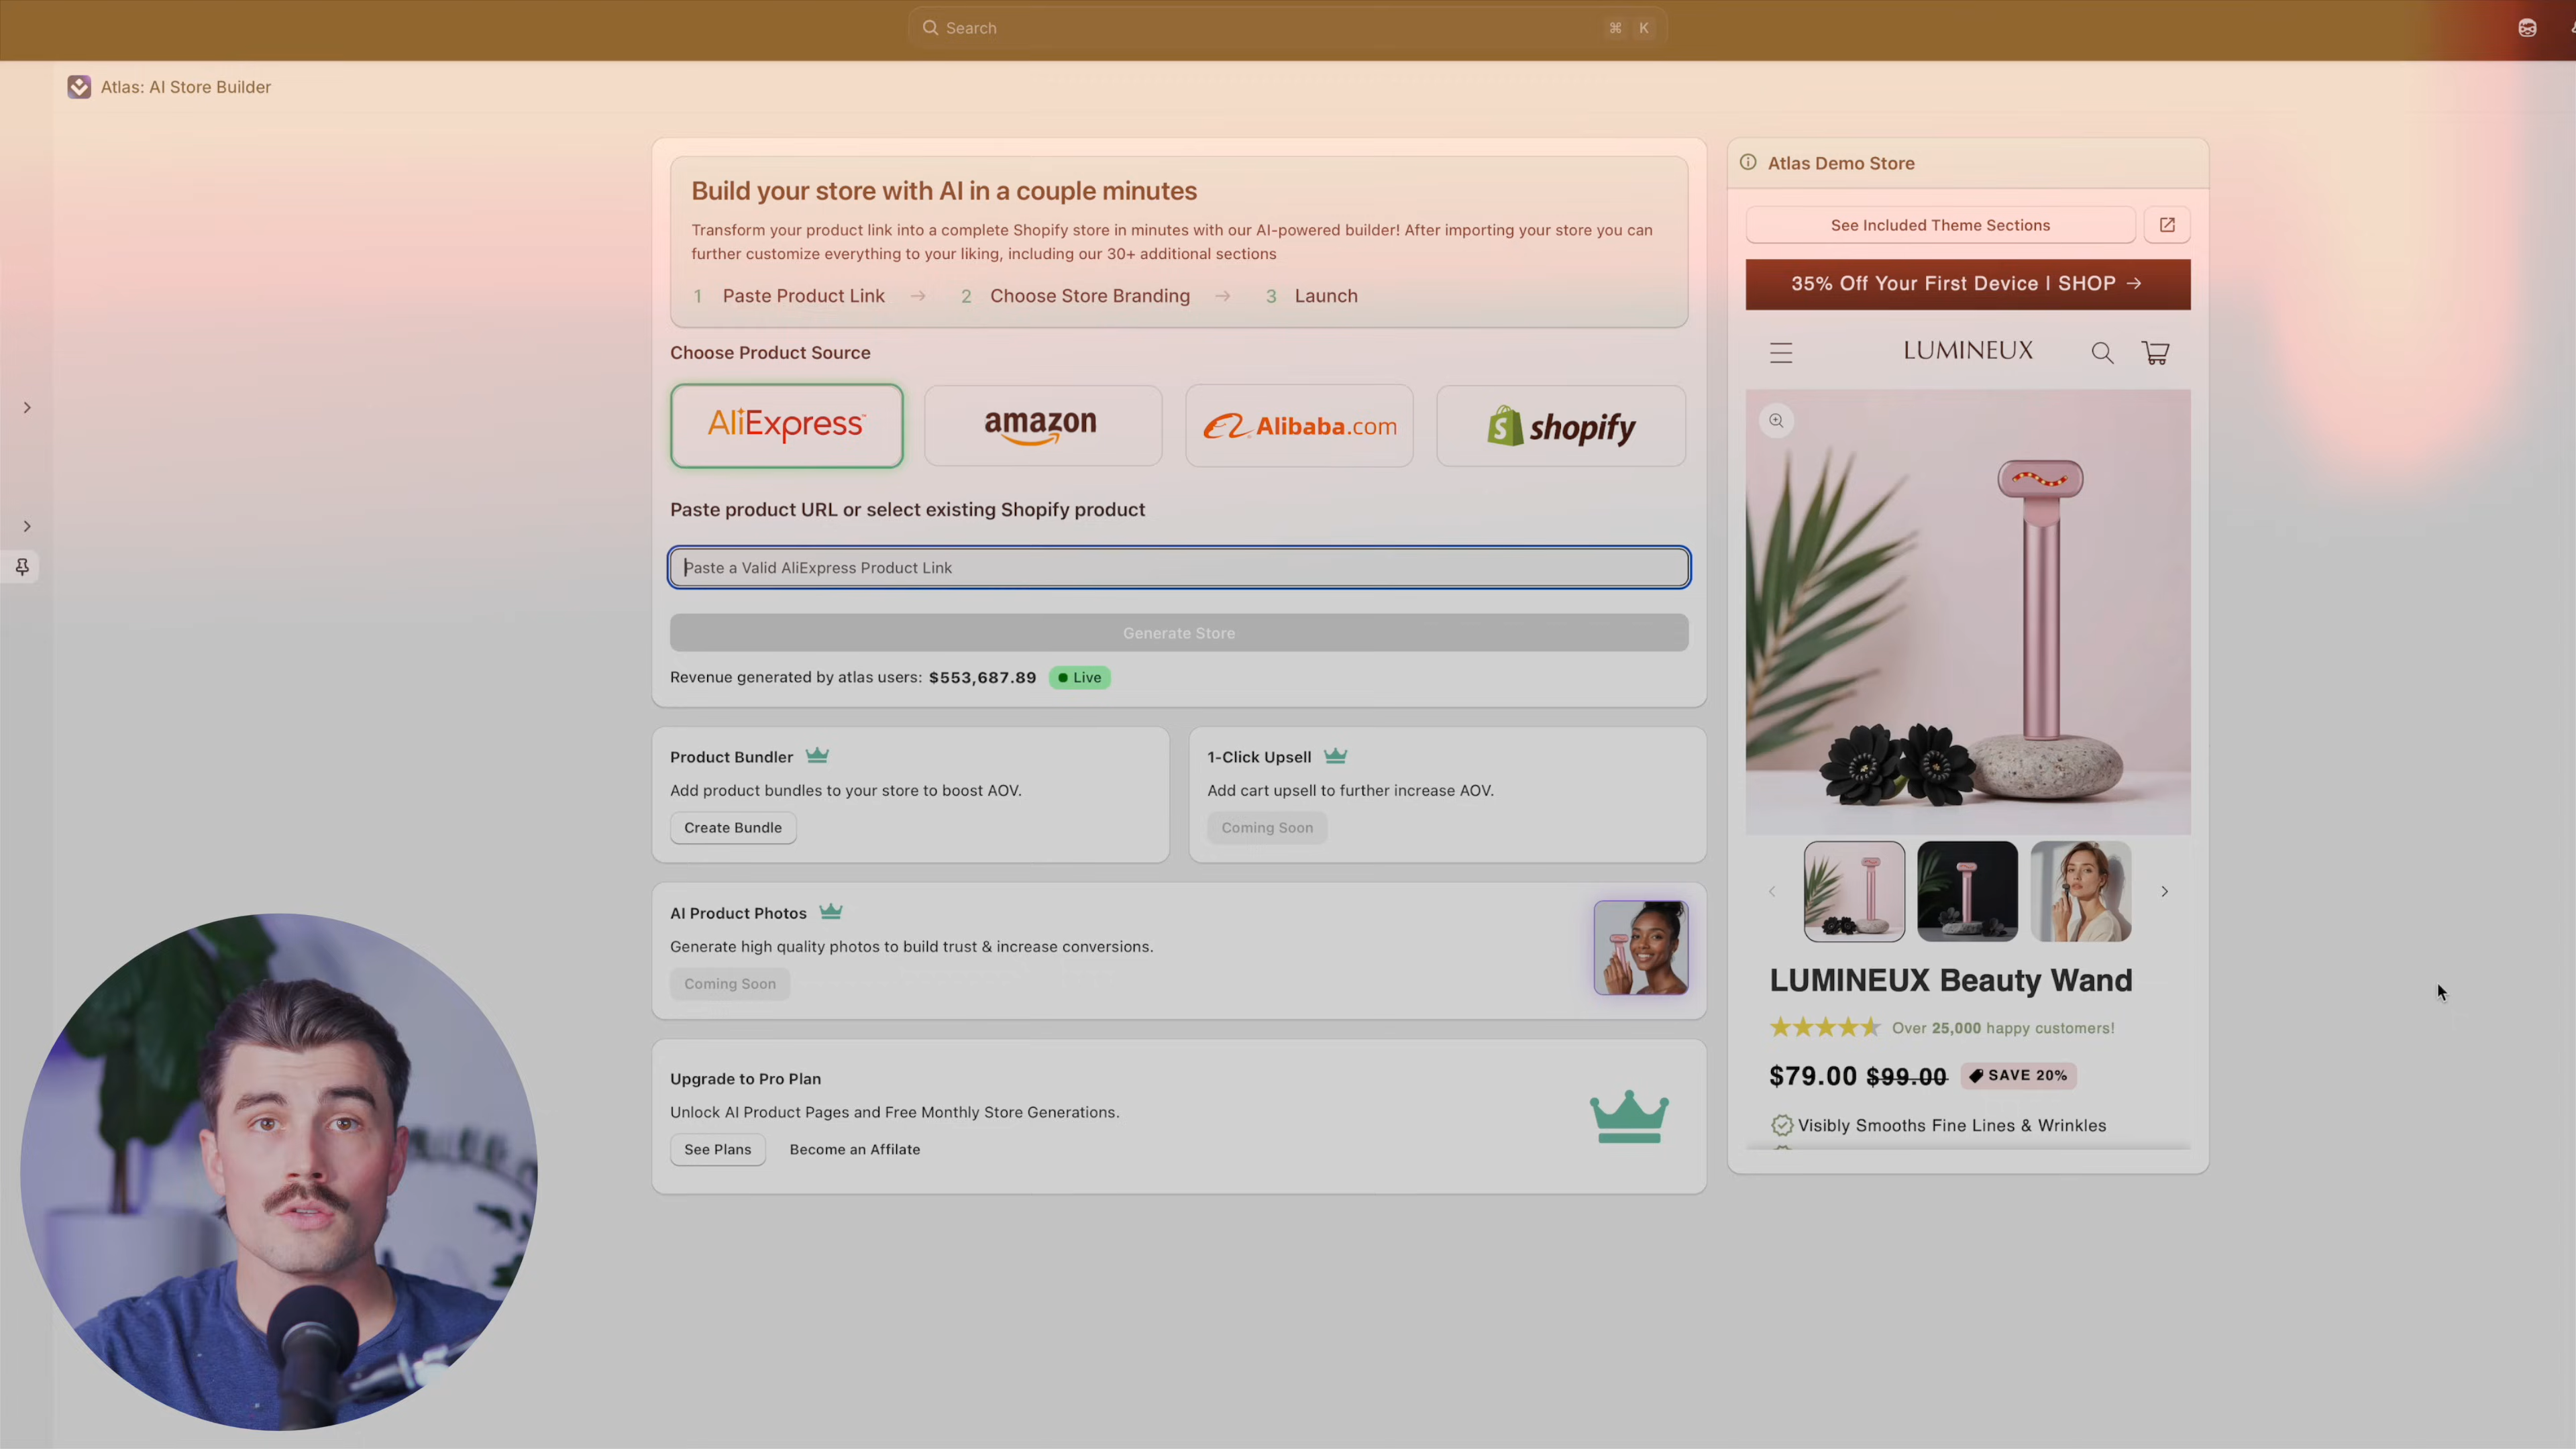 Search
⌘ K
Atlas: AI Store Builder
Build your store with AI in a couple minutes
Transform your product link into a complete Shopify store in minutes with our AI-powered builder! After importing your store you can
further customize everything to your liking, including our 30+ additional sections
1 Paste Product Link → 2 Choose Store Branding → 3 Launch
Choose Product Source
AliExpress™
amazon
Alibaba.com
shopify
Paste product URL or select existing Shopify product
Paste a Valid AliExpress Product Link
Generate Store
Revenue generated by atlas users: $553,687.89 Live
Product Bundler
Add product bundles to your store to boost AOV.
Create Bundle
1-Click Upsell
Add cart upsell to further increase AOV.
Coming Soon
AI Product Photos
Generate high quality photos to build trust & increase conversions.
Coming Soon
Upgrade to Pro Plan
Unlock AI Product Pages and Free Monthly Store Generations.
See Plans Become an Affilate
Atlas Demo Store
See Included Theme Sections
35% Off Your First Device | SHOP →
LUMINEUX
LUMINEUX Beauty Wand
Over 25,000 happy customers!
$79.00 $99.00 SAVE 20%
Visibly Smooths Fine Lines & Wrinkles